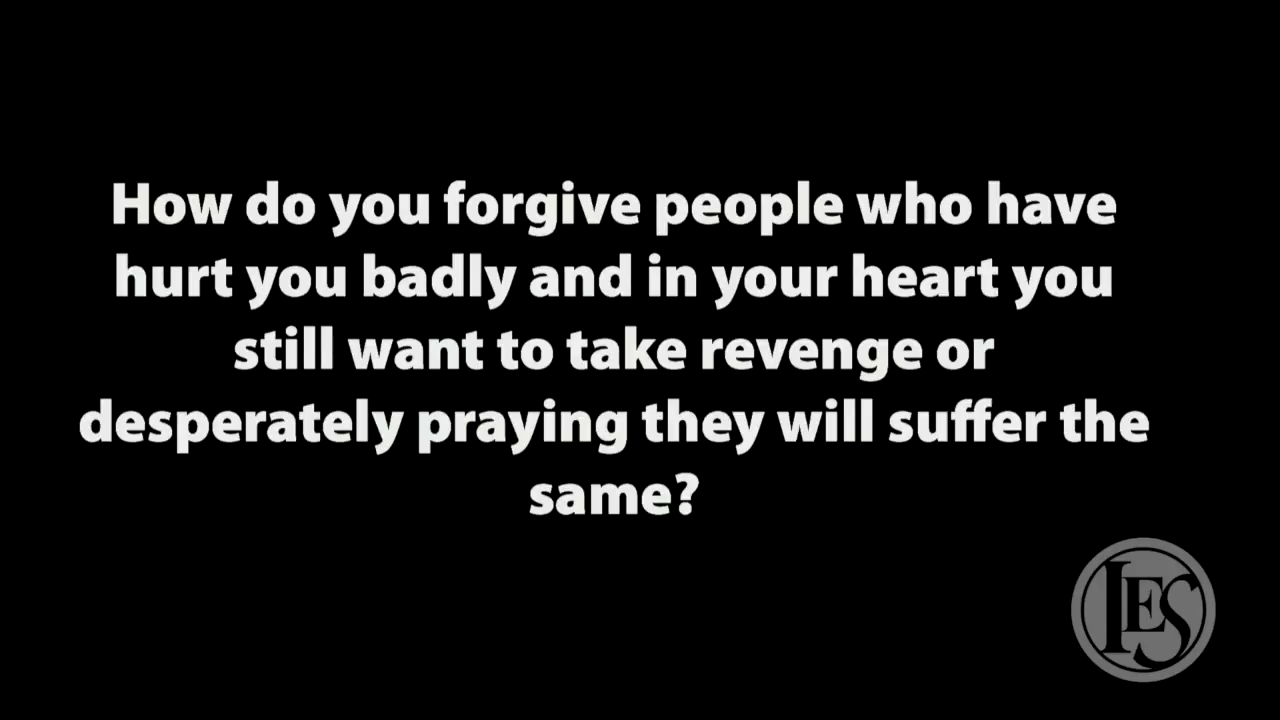 How do you forgive people who have
hurt you badly and in your heart you
still want to take revenge or
desperately praying they will suffer the
same?
LES